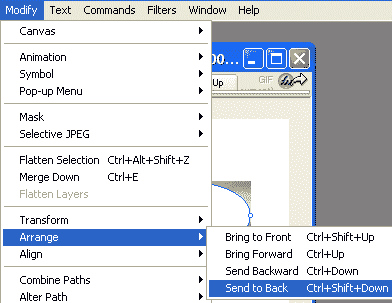 Modify Text Commands Filters Window Help
Canvas
Animation
Symbol
Pop-up Menu
Mask
Selective JPEG
Flatten Selection Ctrl+Alt+Shift+Z
Merge Down Ctrl+E
Flatten Layers
Transform
Arrange
Align
Combine Paths
Alter Path
00...
Up
GIF
Bring to Front Ctrl+Shift+Up
Bring Forward Ctrl+Up
Send Backward Ctrl+Down
Send to Back Ctrl+Shift+Down